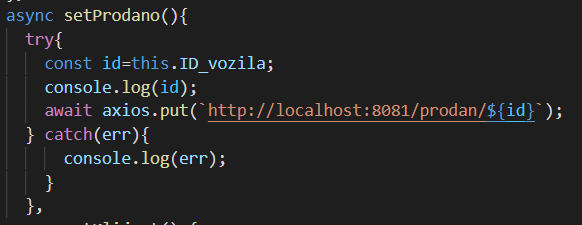 async setProdano(){
try{
const id=this.ID_vozila;
console.log(id);
await axios.put(`http://localhost:8081/prodan/${id}`);
} catch(err){
console.log(err);
}
},